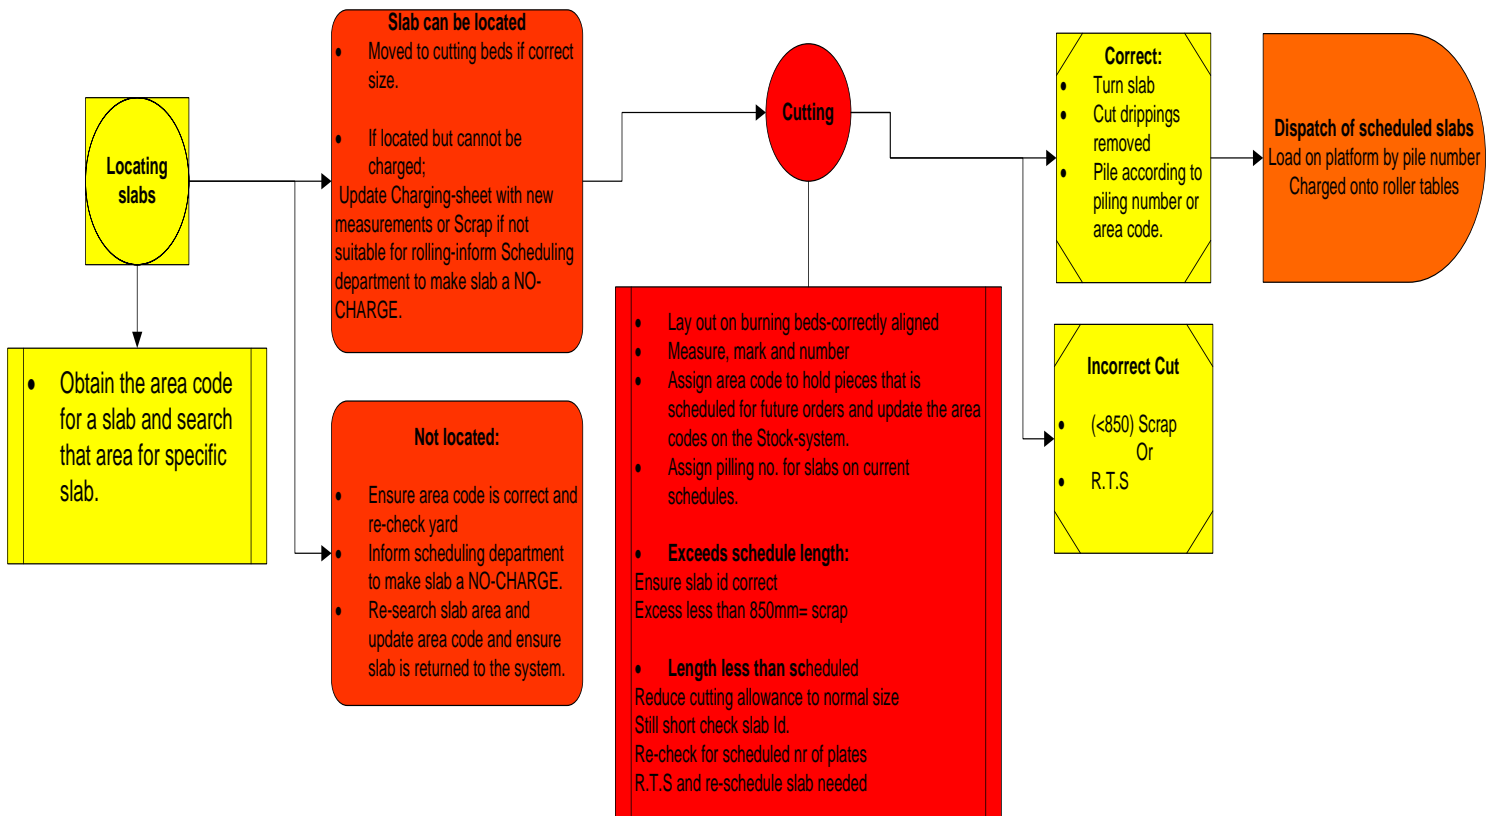 Locating
slabs
• Obtain the area code
for a slab and search
that area for specific
slab.
Slab can be located
• Moved to cutting beds if correct
size.
• If located but cannot be
charged;
Update Charging-sheet with new
measurements or Scrap if not
suitable for rolling-inform Scheduling
department to make slab a NO-
CHARGE.
Not located:
• Ensure area code is correct and
re-check yard
• Inform scheduling department
to make slab a NO-CHARGE.
• Re-search slab area and
update area code and ensure
slab is returned to the system.
Cutting
• Lay out on burning beds-correctly aligned
• Measure, mark and number
• Assign area code to hold pieces that is
scheduled for future orders and update the area
codes on the Stock-system.
• Assign pilling no. for slabs on current
schedules.
• Exceeds schedule length:
Ensure slab id correct
Excess less than 850mm= scrap
• Length less than scheduled
Reduce cutting allowance to normal size
Still short check slab Id.
Re-check for scheduled nr of plates
R.T.S and re-schedule slab needed
Correct:
• Turn slab
• Cut drippings
removed
• Pile according to
piling number or
area code.
Incorrect Cut
• (<850) Scrap
Or
• R.T.S
Dispatch of scheduled slabs
Load on platform by pile number
Charged onto roller tables